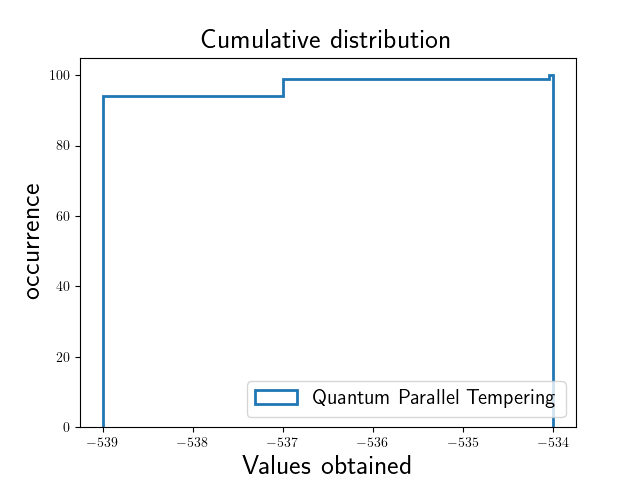 Cumulative distribution
100
80
60
40
20
0
occurrence
Quantum Parallel Tempering
−539 −538 −537 −536 −535 −534
Values obtained